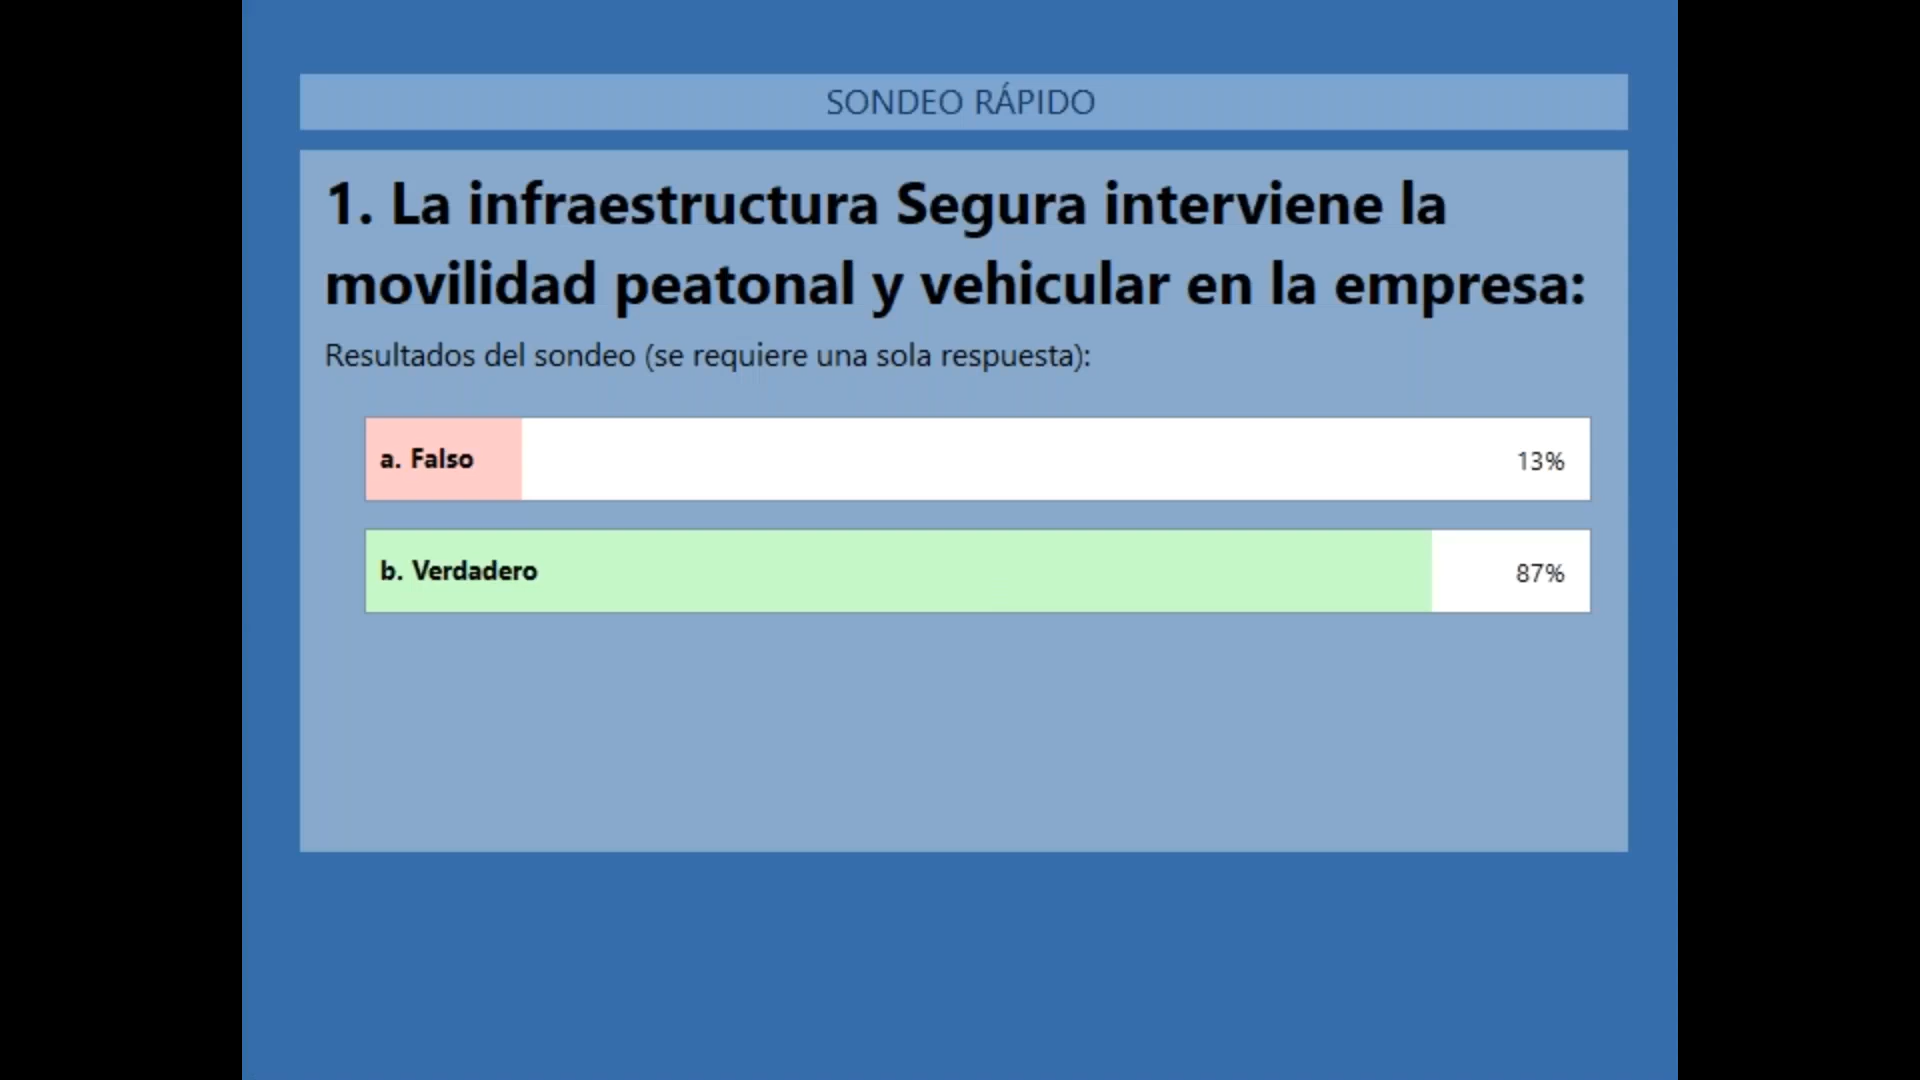 SONDEO RÁPIDO
1. La infraestructura Segura interviene la
movilidad peatonal y vehicular en la empresa:
Resultados del sondeo (se requiere una sola respuesta):
a. Falso 13%
b. Verdadero 87%